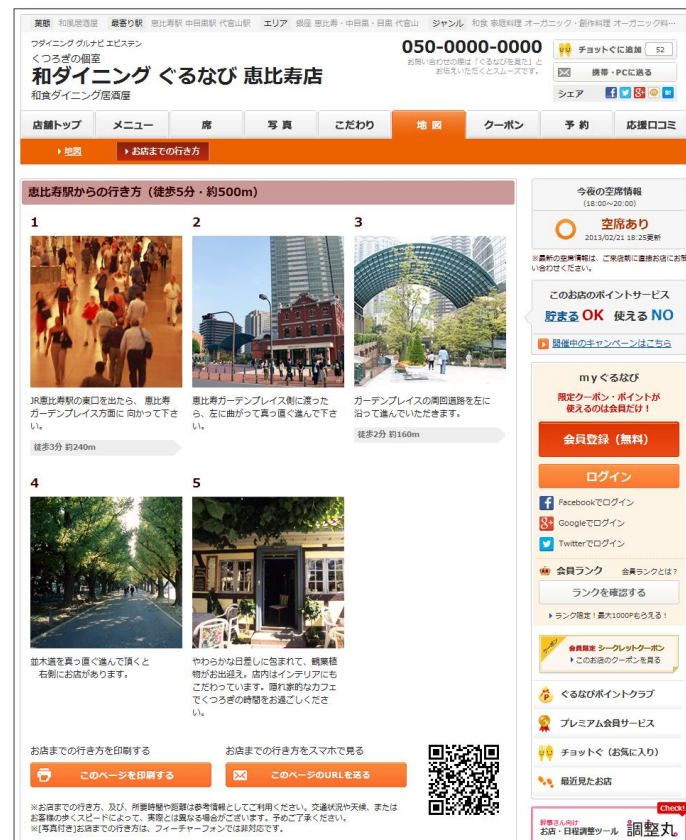 業態 和風居酒屋 最寄り駅 恵比寿駅 中目黒駅 代官山駅 エリア 銀座 恵比寿・中目黒・目黒 代官山 ジャンル 和食 家庭料理 オーガニック・創作料理 オーガニック料…
ワダイニング グルナビ エビステン
くつろぎの個室
和ダイニング ぐるなび 恵比寿店
和食ダイニング居酒屋
050-0000-0000
お問い合わせの際は「ぐるなびを見た」と
お伝えいただくとスムーズです。
チョットぐに追加 52
携帯・PCに送る
シェア
店舗トップ メニュー 席 写真 こだわり 地図 クーポン 予約 応援口コミ
地図 お店までの行き方
恵比寿駅からの行き方（徒歩5分・約500m）
1
JR恵比寿駅の東口を出たら、 恵比寿
ガーデンプレイス方面に 向かって下さ
い。
徒歩3分 約240m
2
恵比寿ガーデンプレイス側に渡った
ら、左に曲がって真っ直ぐ進んで下さ
い。
3
ガーデンプレイスの周回道路を左に
沿って進んでいただきます。
徒歩2分 約160m
4
並木道を真っ直ぐ進んで頂くと
右側にお店があります。
5
やわらかな日差しに包まれて、観葉植
物がお出迎え。店内はインテリアにも
こだわっています。隠れ家的なカフェ
でくつろぎの時間をお過ごしくださ
い。
お店までの行き方を印刷する
このページを印刷する
お店までの行き方をスマホで見る
このページのURLを送る
※お店までの行き方、及び、所要時間や距離は参考情報としてご利用ください。交通状況や天候、または
お客様の歩くスピードによって、実際とは異なる場合がございます。予めご了承ください。
※[写真付き]お店までの行き方は、フィーチャーフォンでは非対応です。
今夜の空席情報
(18:00～20:00)
空席あり
2013/02/21 18:25更新
※最新の空席情報は、ご来店前に直接お店にお問
い合わせください。
このお店のポイントサービス
貯まる OK 使える NO
開催中のキャンペーンはこちら
myぐるなび
限定クーポン・ポイントが
使えるのは会員だけ！
会員登録（無料）
ログイン
Facebookでログイン
Googleでログイン
Twitterでログイン
会員ランク 会員ランクとは?
ランクを確認する
ランク限定！最大1000Pもらえる！
会員限定 シークレットクーポン
このお店のクーポンを見る
ぐるなびポイントクラブ
プレミアム会員サービス
チョットぐ（お気に入り）
最近見たお店
Check!
幹事さん向け
お店・日程調整ツール 調整丸